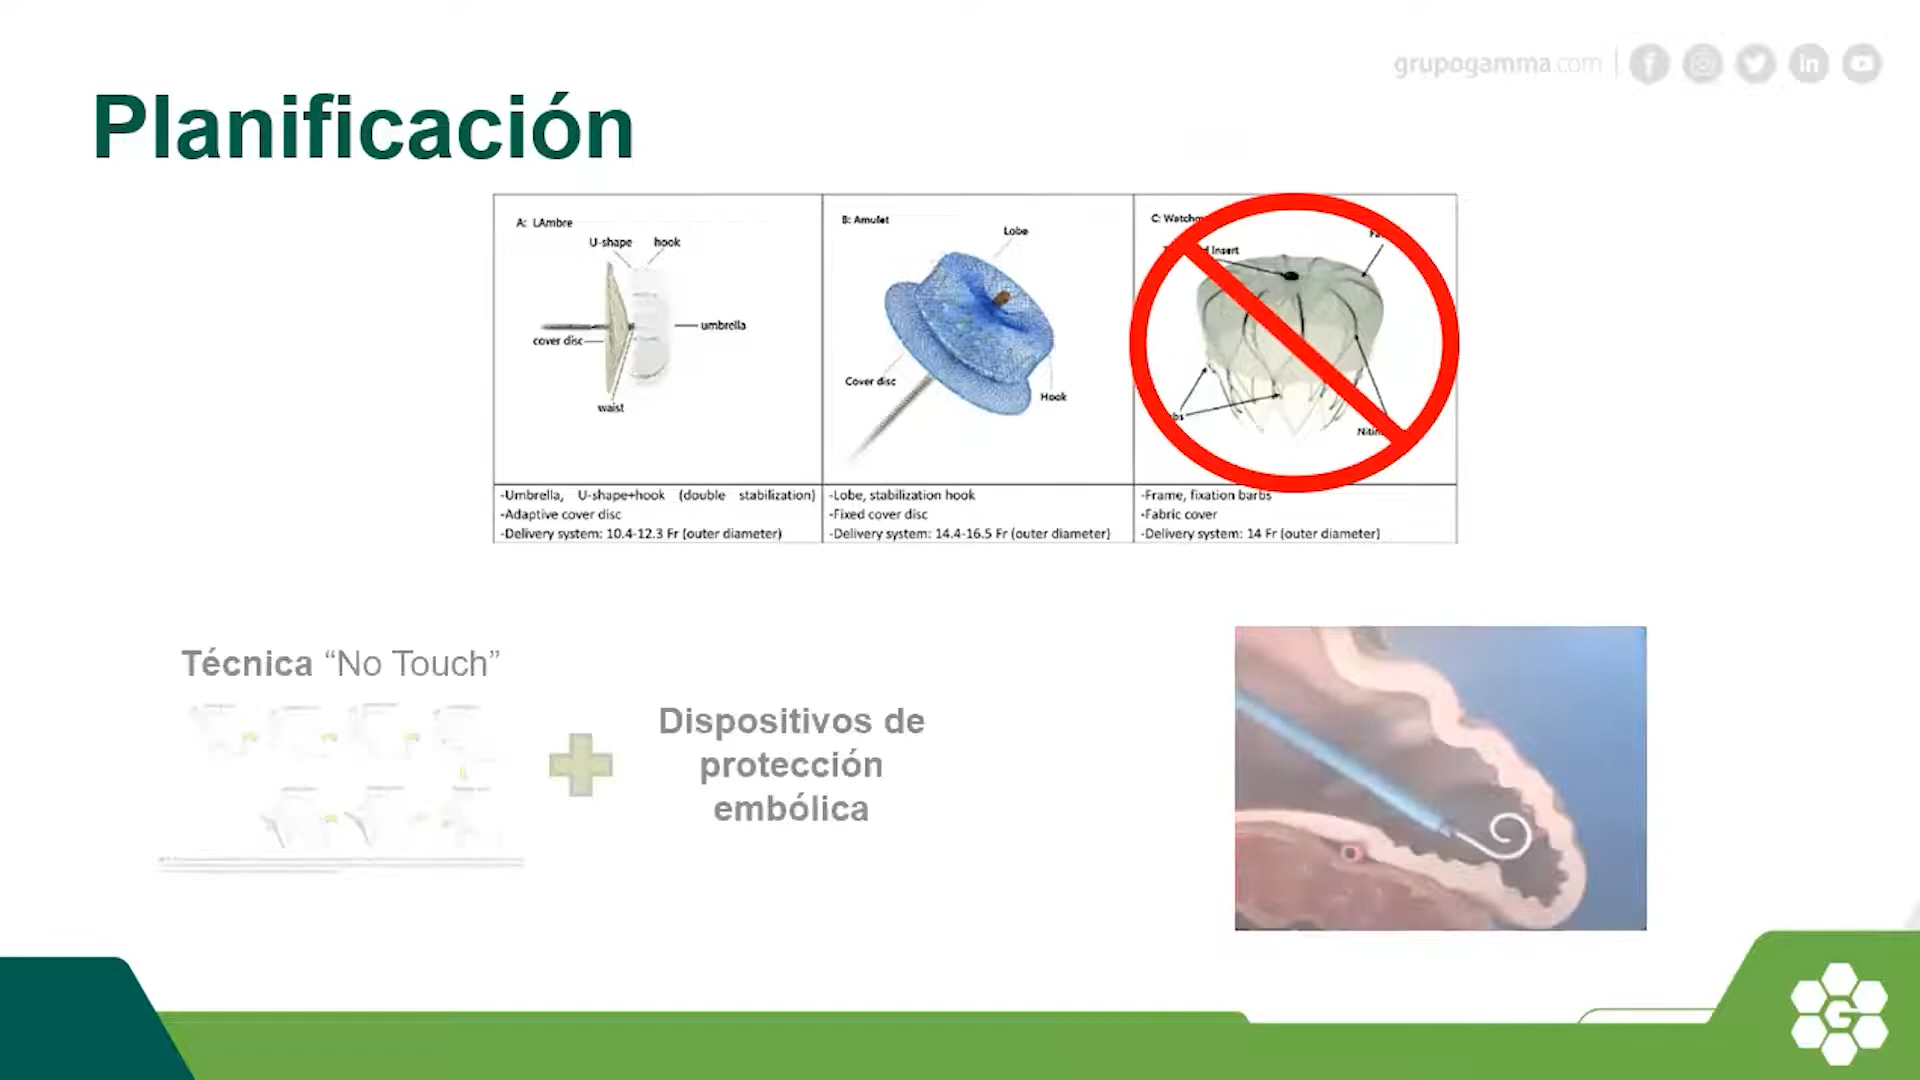 grupogamma.com
Planificación
A: LAmbre
U-shape hook
umbrella
cover disc
waist
B: Amulet
Lobe
Cover disc
Hook
C:
Insert
-Umbrella, U-shape+hook (double stabilization)
-Adaptive cover disc
-Delivery system: 10.4-12.3 Fr (outer diameter)
-Lobe, stabilization hook
-Fixed cover disc
-Delivery system: 14.4-16.5 Fr (outer diameter)
-Frame, fixation barbs
-Fabric cover
-Delivery system: 14 Fr (outer diameter)
Técnica “No Touch”
Dispositivos de
protección
embólica